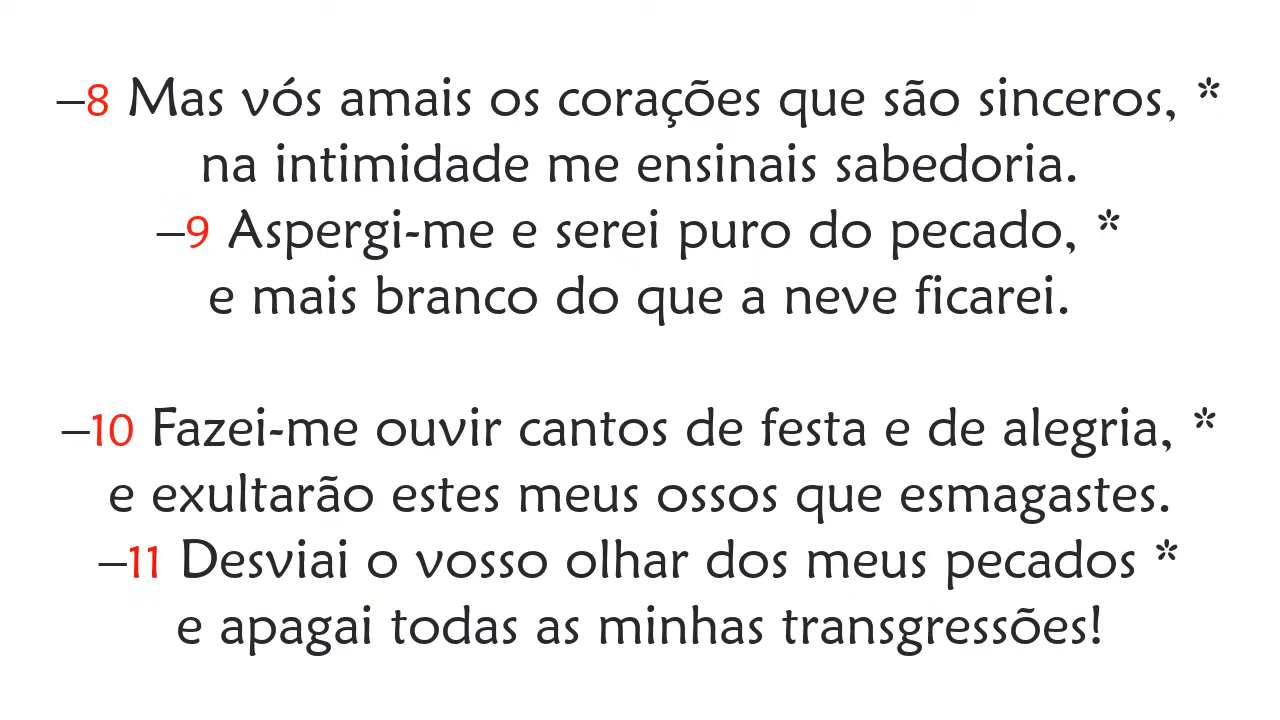 –8 Mas vós amais os corações que são sinceros, *
na intimidade me ensinais sabedoria.
–9 Aspergi-me e serei puro do pecado, *
e mais branco do que a neve ficarei.
–10 Fazei-me ouvir cantos de festa e de alegria, *
e exultarão estes meus ossos que esmagastes.
–11 Desviai o vosso olhar dos meus pecados *
e apagai todas as minhas transgressões!